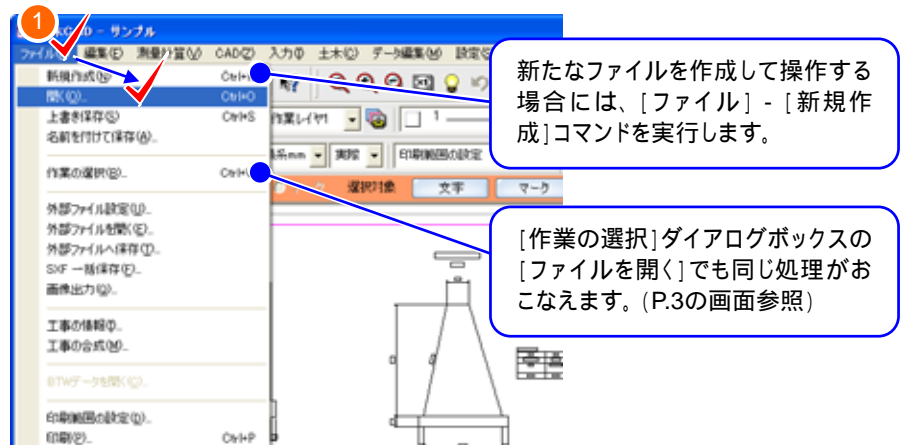 1
CAD - サンプル
編集(E) 測量計算(V) CAD(Z) 入力(I) 土木(C) データ編集(M) 設定(S)
新規作成(N) Ctrl+N
開く(O)... Ctrl+O
上書き保存(S) Ctrl+S
名前を付けて保存(A)...
作業の選択(B)...
外部ファイル設定(U)...
外部ファイルを開く(E)...
外部ファイルへ保存(T)...
SXF 一括保存(F)...
画像出力(G)...
工事の情報(I)...
工事の合成(M)...
BTWデータを開く(C)...
印刷範囲の設定(D)...
印刷(P)... Ctrl+P
作業レイヤ1 1
mm 実際 印刷範囲の設定
選択対象 文字 マーク
新たなファイルを作成して操作する
場合には、[ファイル] - [新規作
成]コマンドを実行します。
[作業の選択]ダイアログボックスの
[ファイルを開く]でも同じ処理がお
こなえます。(P.3の画面参照)